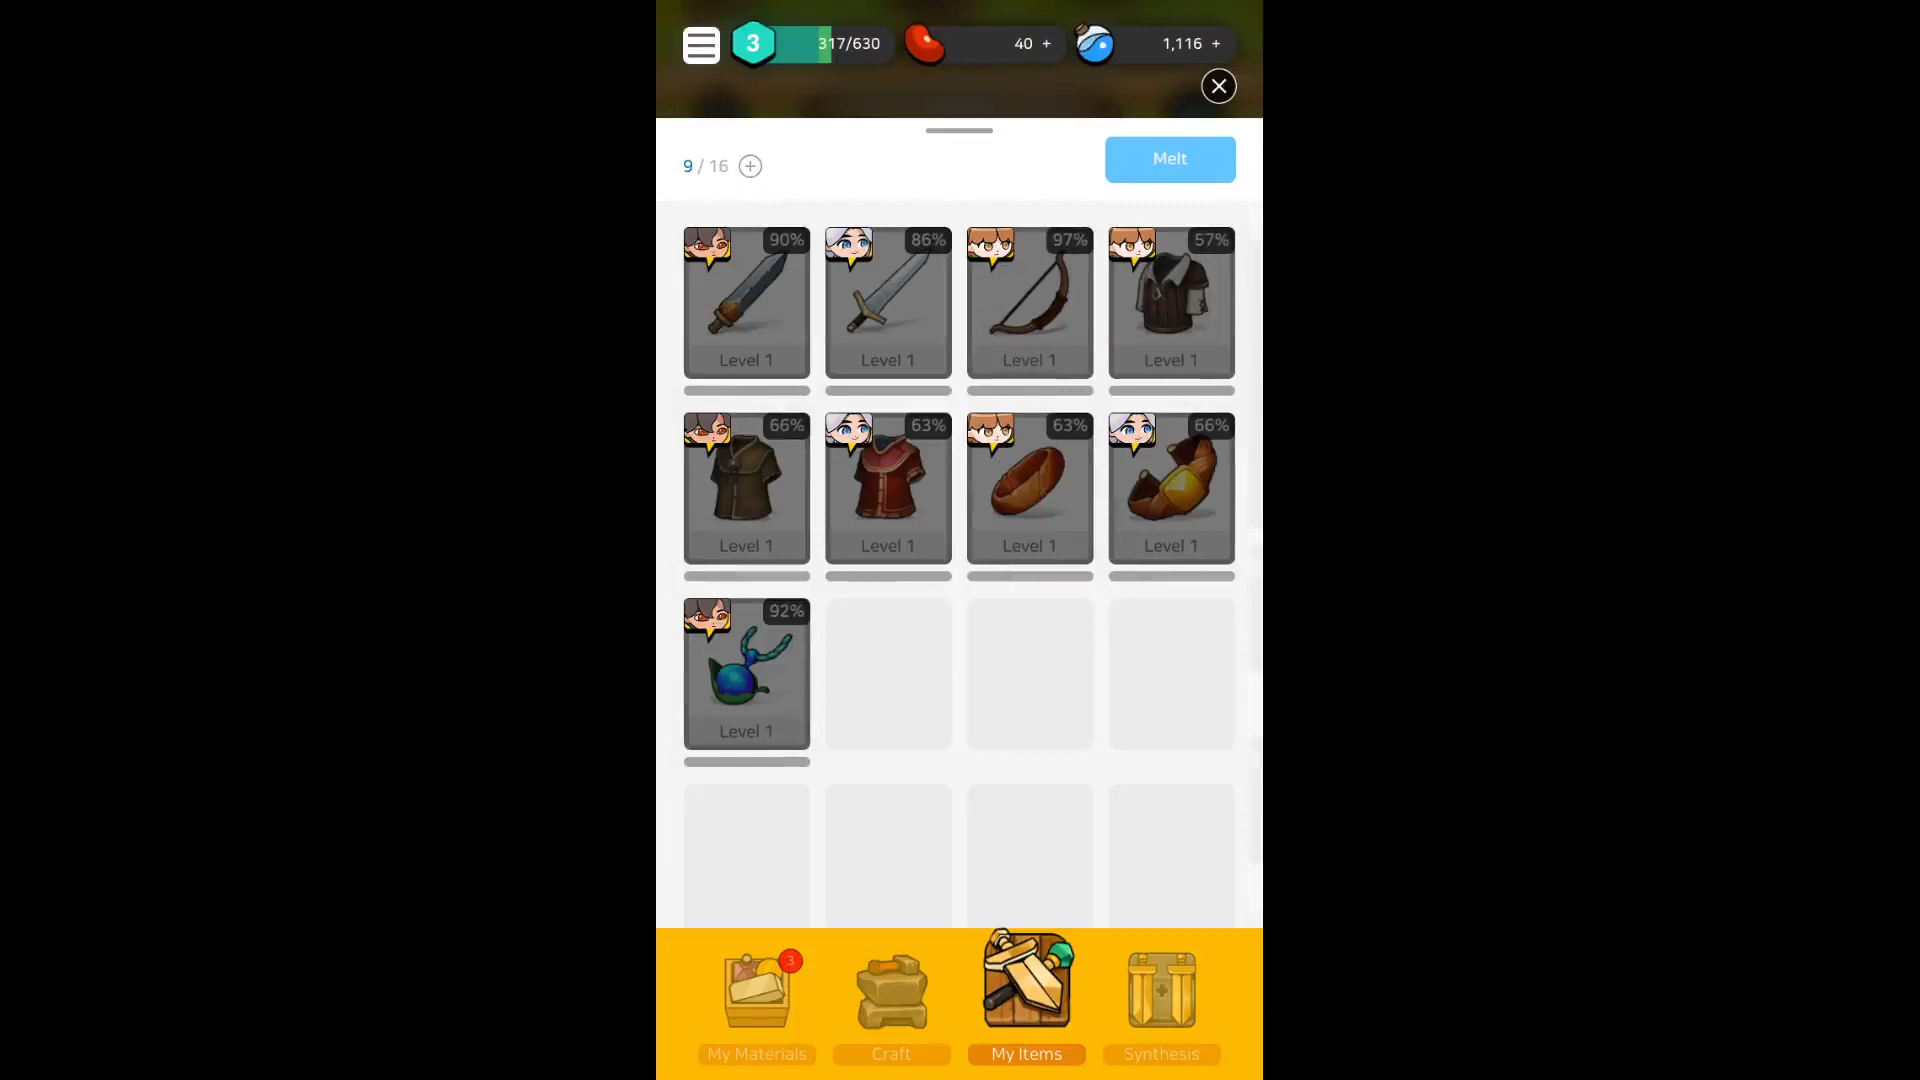 3 317/630 40 + 1,116 +
9 / 16
Melt
90% 86% 97% 57%
Level 1 Level 1 Level 1 Level 1
66% 63% 63% 66%
Level 1 Level 1 Level 1 Level 1
92%
Level 1
3
My Materials Craft My Items Synthesis